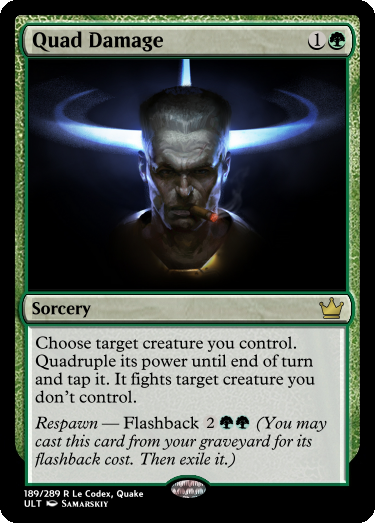 Quad Damage 1
Sorcery
Choose target creature you control.
Quadruple its power until end of turn
and tap it. It fights target creature you
don't control.
Respawn — Flashback 2 (You may
cast this card from your graveyard for its
flashback cost. Then exile it.)
189/289 R Le Codex, Quake
ULT Samarskiy